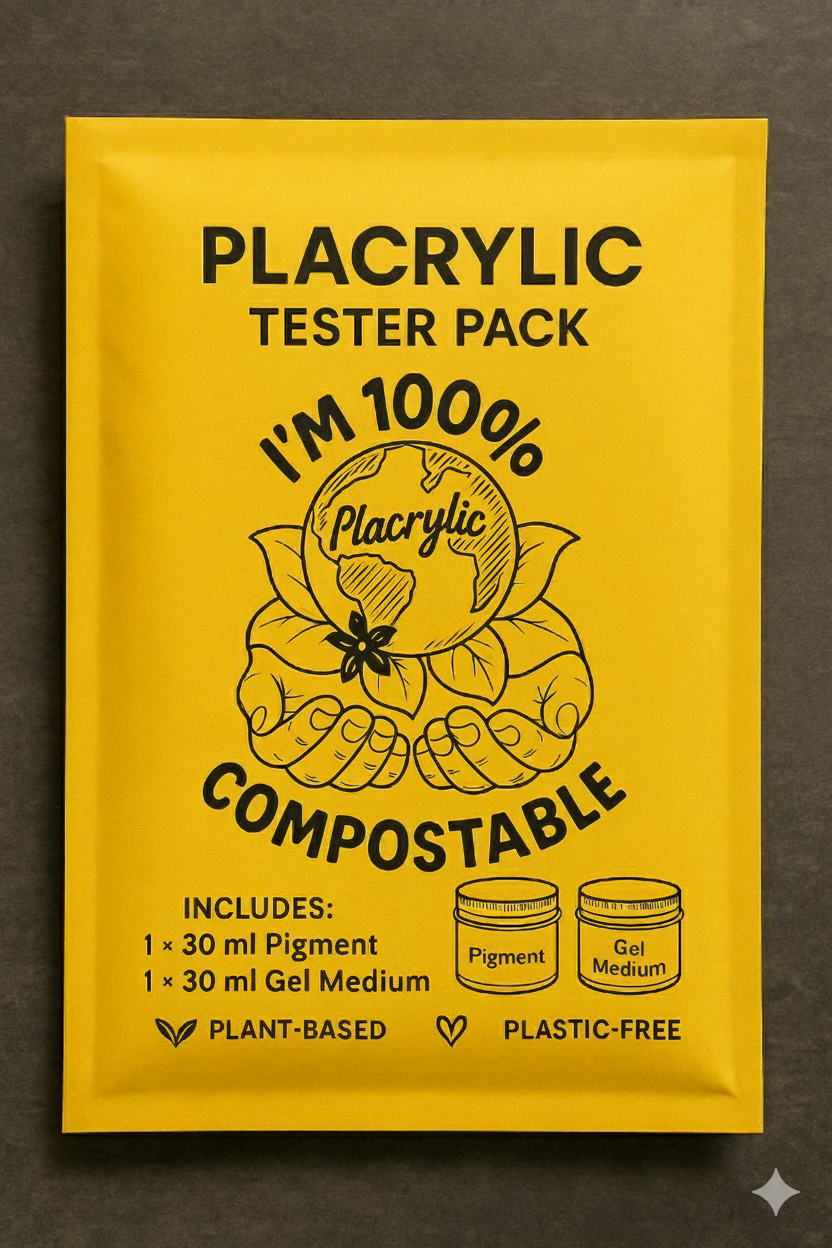 PLACRYLIC
TESTER PACK
I'M 100%
Placrylic
COMPOSTABLE
INCLUDES:
1 × 30 ml Pigment
1 × 30 ml Gel Medium
Pigment
Gel
Medium
PLANT-BASED
PLASTIC-FREE